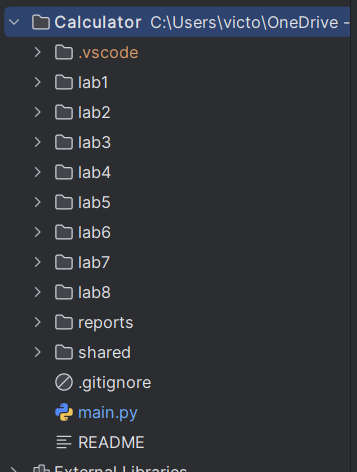 Calculator C:\Users\victo\OneDrive -
.vscode
lab1
lab2
lab3
lab4
lab5
lab6
lab7
lab8
reports
shared
.gitignore
main.py
README
External Libraries